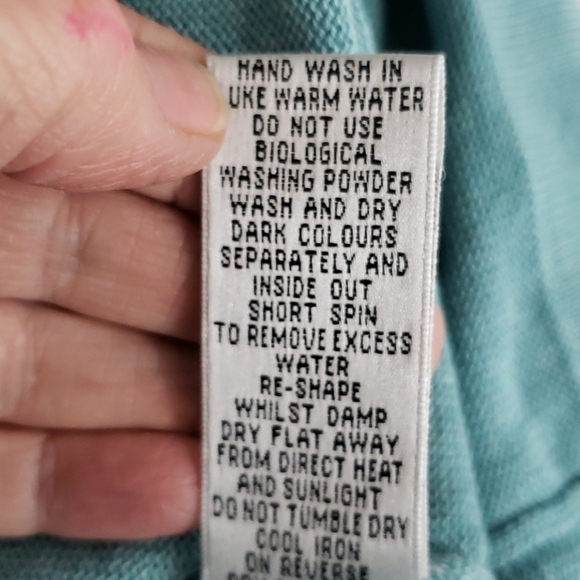 HAND WASH IN
UKE WARM WATER
DO NOT USE
BIOLOGICAL
WASHING POWDER
WASH AND DRY
DARK COLOURS
SEPARATELY AND
INSIDE OUT
SHORT SPIN
TO REMOVE EXCESS
WATER
RE-SHAPE
WHILST DAMP
DRY FLAT AWAY
FROM DIRECT HEAT
AND SUNLIGHT
DO NOT TUMBLE DRY
COOL IRON
ON REVERSE